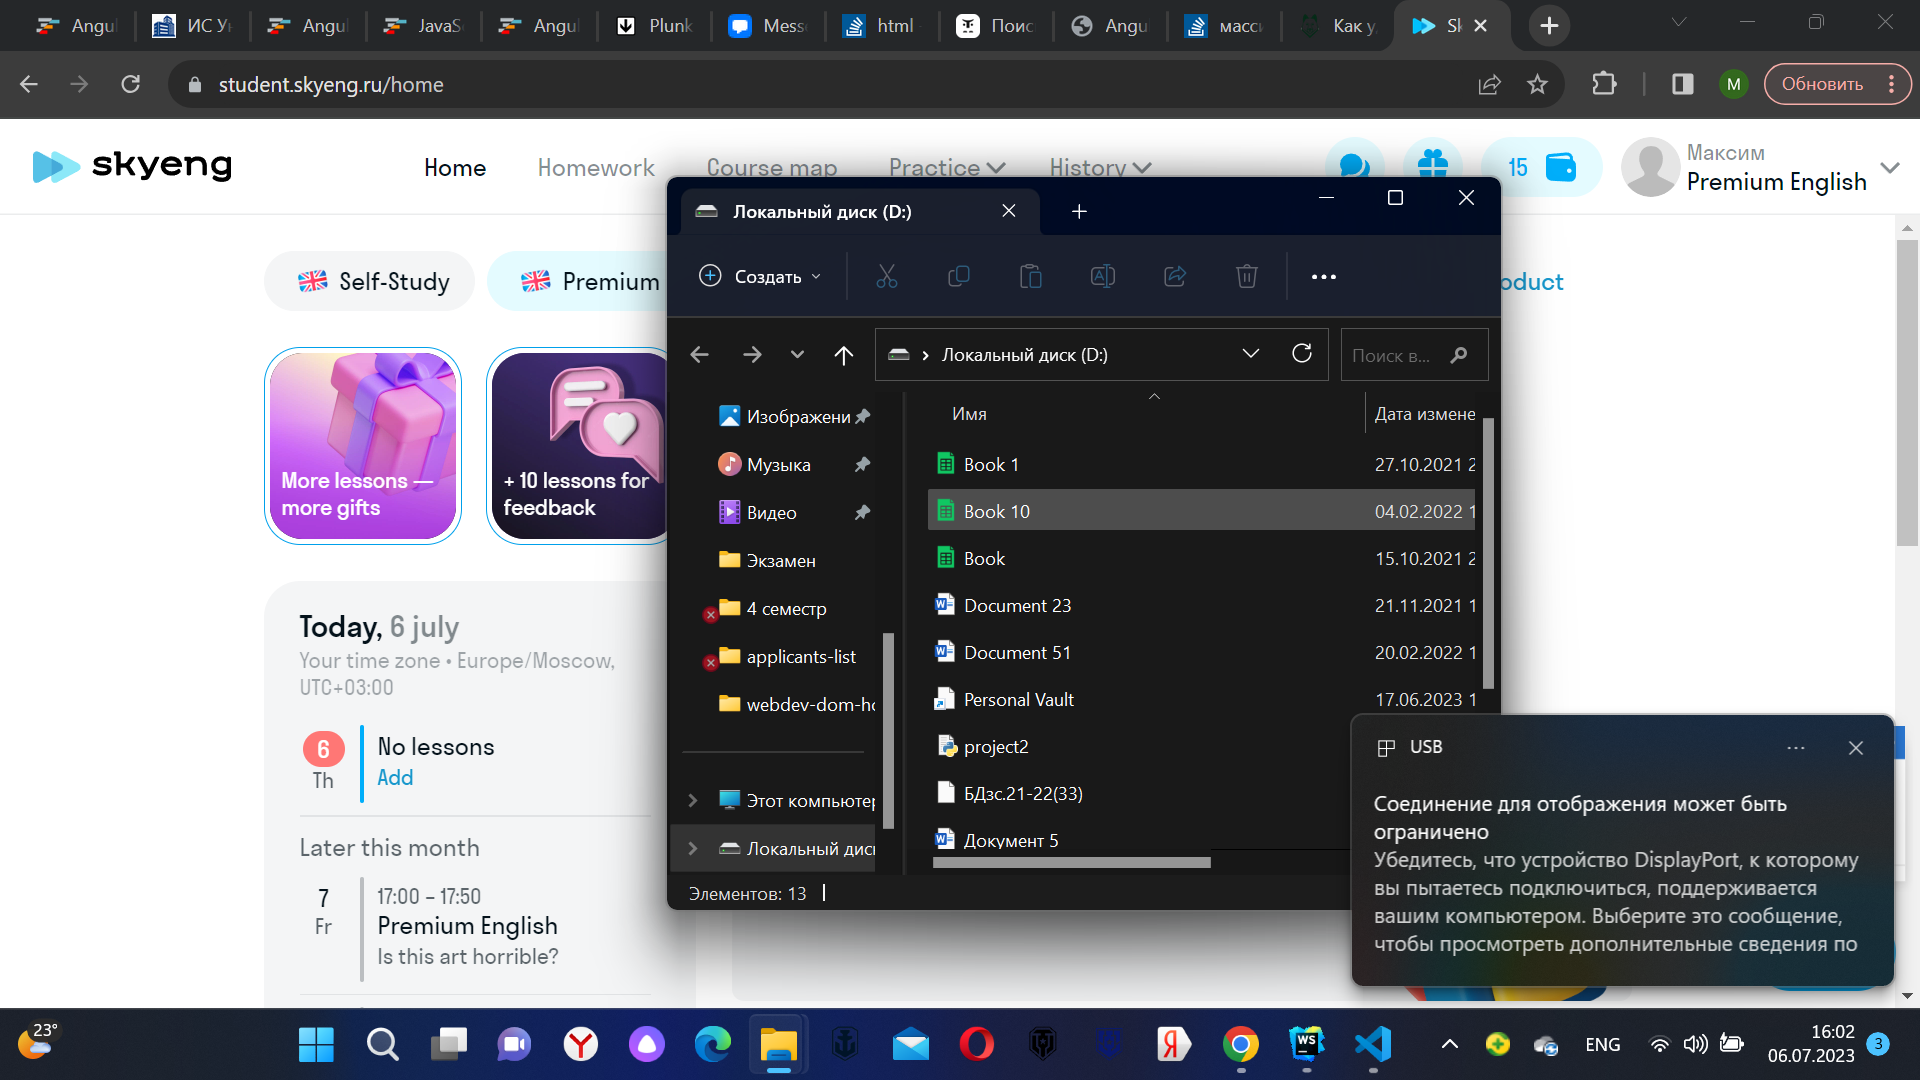 Angul
ИС Ун
Angul
JavaSc
Angul
Plunk
Messe
html
Поис
Angu
масси
Как у
Sk
student.skyeng.ru/home
M
Обновить
skyeng
Home
Homework
Course map
Practice
History
15
Максим
Premium English
Self-Study
Premium
oduct
More lessons —
more gifts
+ 10 lessons for
feedback
Today, 6 july
Your time zone • Europe/Moscow,
UTC+03:00
6
Th
No lessons
Add
Later this month
7
Fr
17:00 – 17:50
Premium English
Is this art horrible?
Локальный диск (D:)
Создать
Локальный диск (D:)
Поиск в...
Изображени
Музыка
Видео
Экзамен
4 семестр
applicants-list
webdev-dom-ho
Этот компьютер
Локальный диск
Имя
Дата измене
Book 1
27.10.2021 2
Book 10
04.02.2022 1
Book
15.10.2021 2
Document 23
21.11.2021 1
Document 51
20.02.2022 1
Personal Vault
17.06.2023 1
project2
БДзс.21-22(33)
Документ 5
Элементов: 13
USB
Соединение для отображения может быть
ограничено
Убедитесь, что устройство DisplayPort, к которому
вы пытаетесь подключиться, поддерживается
вашим компьютером. Выберите это сообщение,
чтобы просмотреть дополнительные сведения по
23°
Я
WS
ENG
16:02
06.07.2023
3